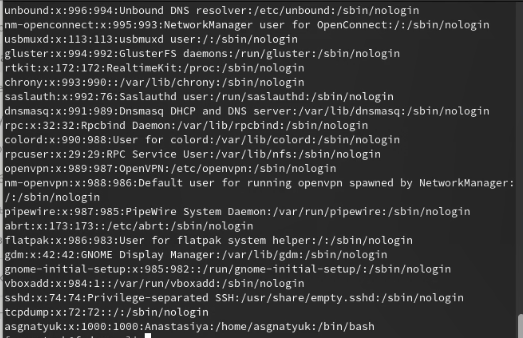 unbound:x:996:994:Unbound DNS resolver:/etc/unbound:/sbin/nologin
nm-openconnect:x:995:993:NetworkManager user for OpenConnect:/:/sbin/nologin
usbmuxd:x:113:113:usbmuxd user:/:/sbin/nologin
gluster:x:994:992:GlusterFS daemons:/run/gluster:/sbin/nologin
rtkit:x:172:172:RealtimeKit:/proc:/sbin/nologin
chrony:x:993:990::/var/lib/chrony:/sbin/nologin
saslauth:x:992:76:Saslauthd user:/run/saslauthd:/sbin/nologin
dnsmasq:x:991:989:Dnsmasq DHCP and DNS server:/var/lib/dnsmasq:/sbin/nologin
rpc:x:32:32:Rpcbind Daemon:/var/lib/rpcbind:/sbin/nologin
colord:x:990:988:User for colord:/var/lib/colord:/sbin/nologin
rpcuser:x:29:29:RPC Service User:/var/lib/nfs:/sbin/nologin
openvpn:x:989:987:OpenVPN:/etc/openvpn:/sbin/nologin
nm-openvpn:x:988:986:Default user for running openvpn spawned by NetworkManager:
/:/sbin/nologin
pipewire:x:987:985:PipeWire System Daemon:/var/run/pipewire:/sbin/nologin
abrt:x:173:173::/etc/abrt:/sbin/nologin
flatpak:x:986:983:User for flatpak system helper:/:/sbin/nologin
gdm:x:42:42:GNOME Display Manager:/var/lib/gdm:/sbin/nologin
gnome-initial-setup:x:985:982::/run/gnome-initial-setup/:/sbin/nologin
vboxadd:x:984:1::/var/run/vboxadd:/sbin/nologin
sshd:x:74:74:Privilege-separated SSH:/usr/share/empty.sshd:/sbin/nologin
tcpdump:x:72:72::/:/sbin/nologin
asgnatyuk:x:1000:1000:Anastasiya:/home/asgnatyuk:/bin/bash